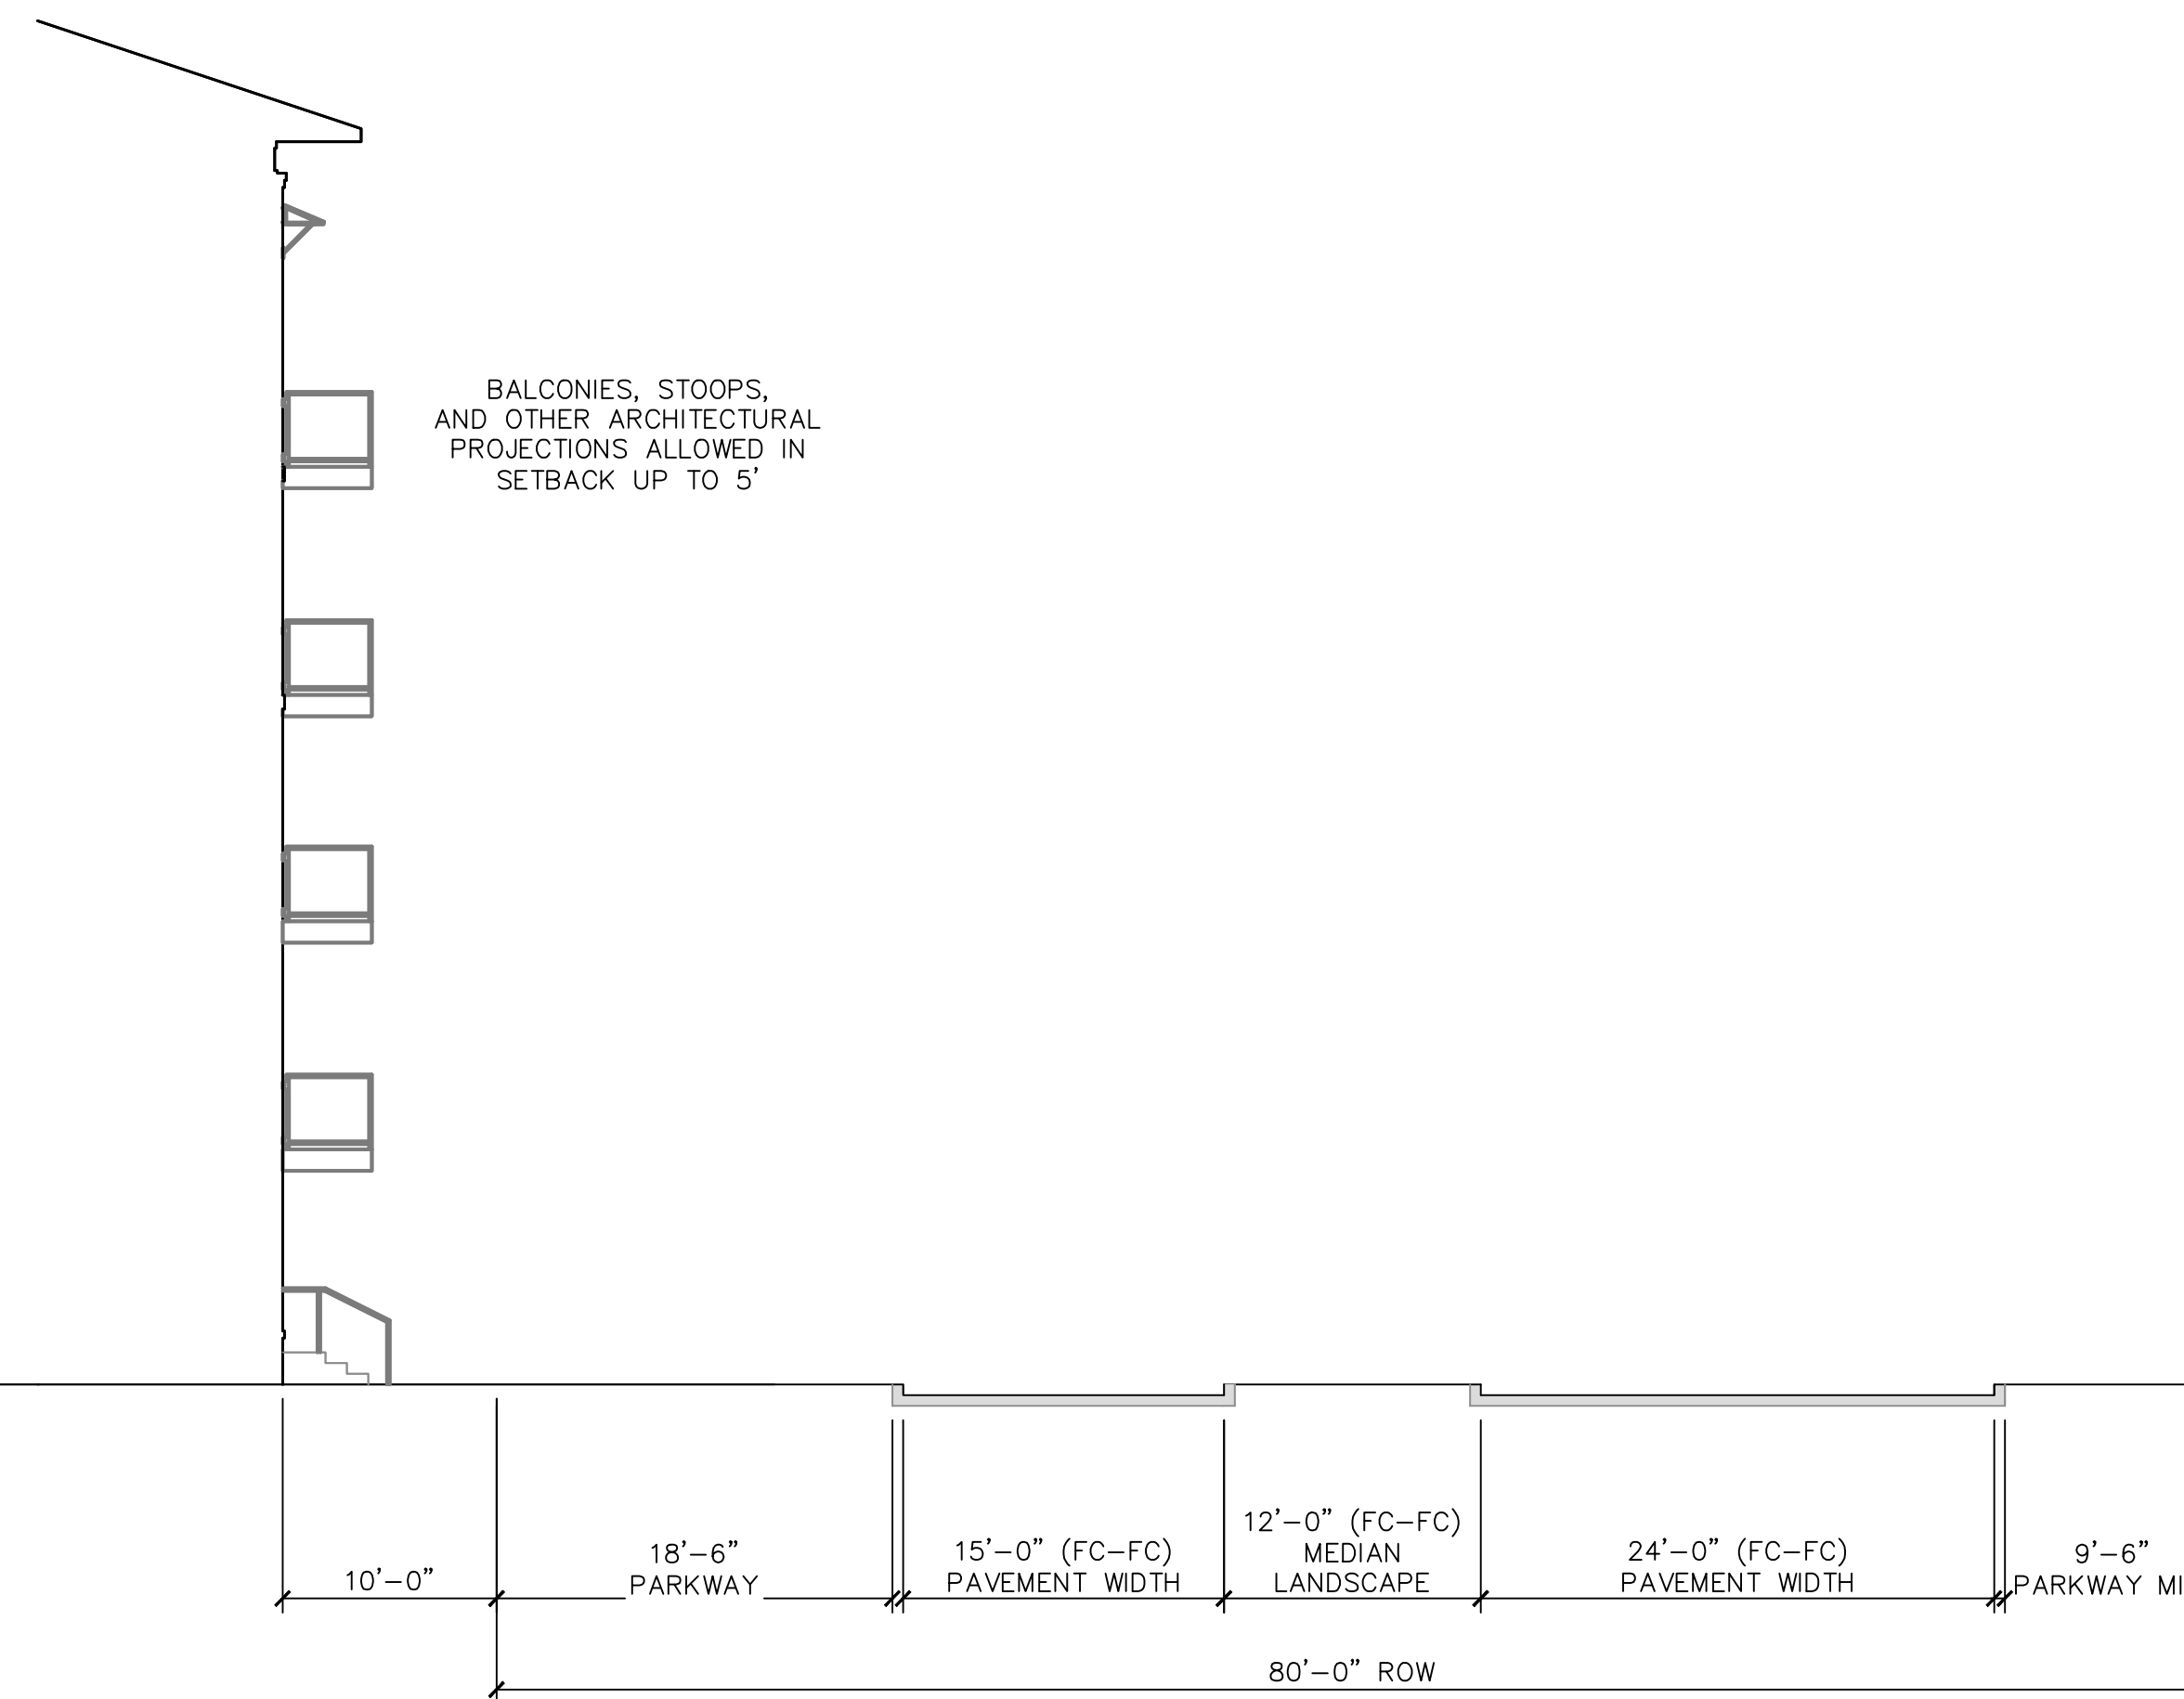 BALCONIES, STOOPS,
AND OTHER ARCHITECTURAL
PROJECTIONS ALLOWED IN
SETBACK UP TO 5'
10'-0"
18'-6"
PARKWAY
15'-0" (FC-FC)
PAVEMENT WIDTH
12'-0" (FC-FC)
MEDIAN
LANDSCAPE
24'-0" (FC-FC)
PAVEMENT WIDTH
9'-6"
PARKWAY
80'-0" ROW